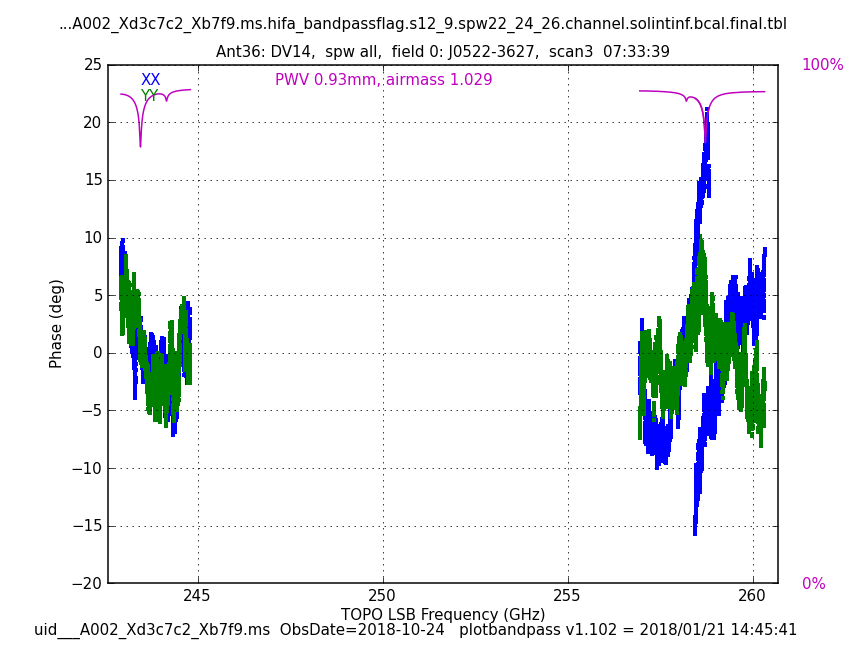 ...A002_Xd3c7c2_Xb7f9.ms.hifa_bandpassflag.s12_9.spw22_24_26.channel.solintinf.bcal.final.tbl
Ant36: DV14,  spw all,  field 0: J0522-3627,  scan3  07:33:39
25
XX
YY
PWV 0.93mm, airmass 1.029
100%
20
15
10
5
0
−5
−10
−15
−20
Phase (deg)
0%
245
250
255
260
TOPO LSB Frequency (GHz)
uid___A002_Xd3c7c2_Xb7f9.ms  ObsDate=2018-10-24   plotbandpass v1.102 = 2018/01/21 14:45:41